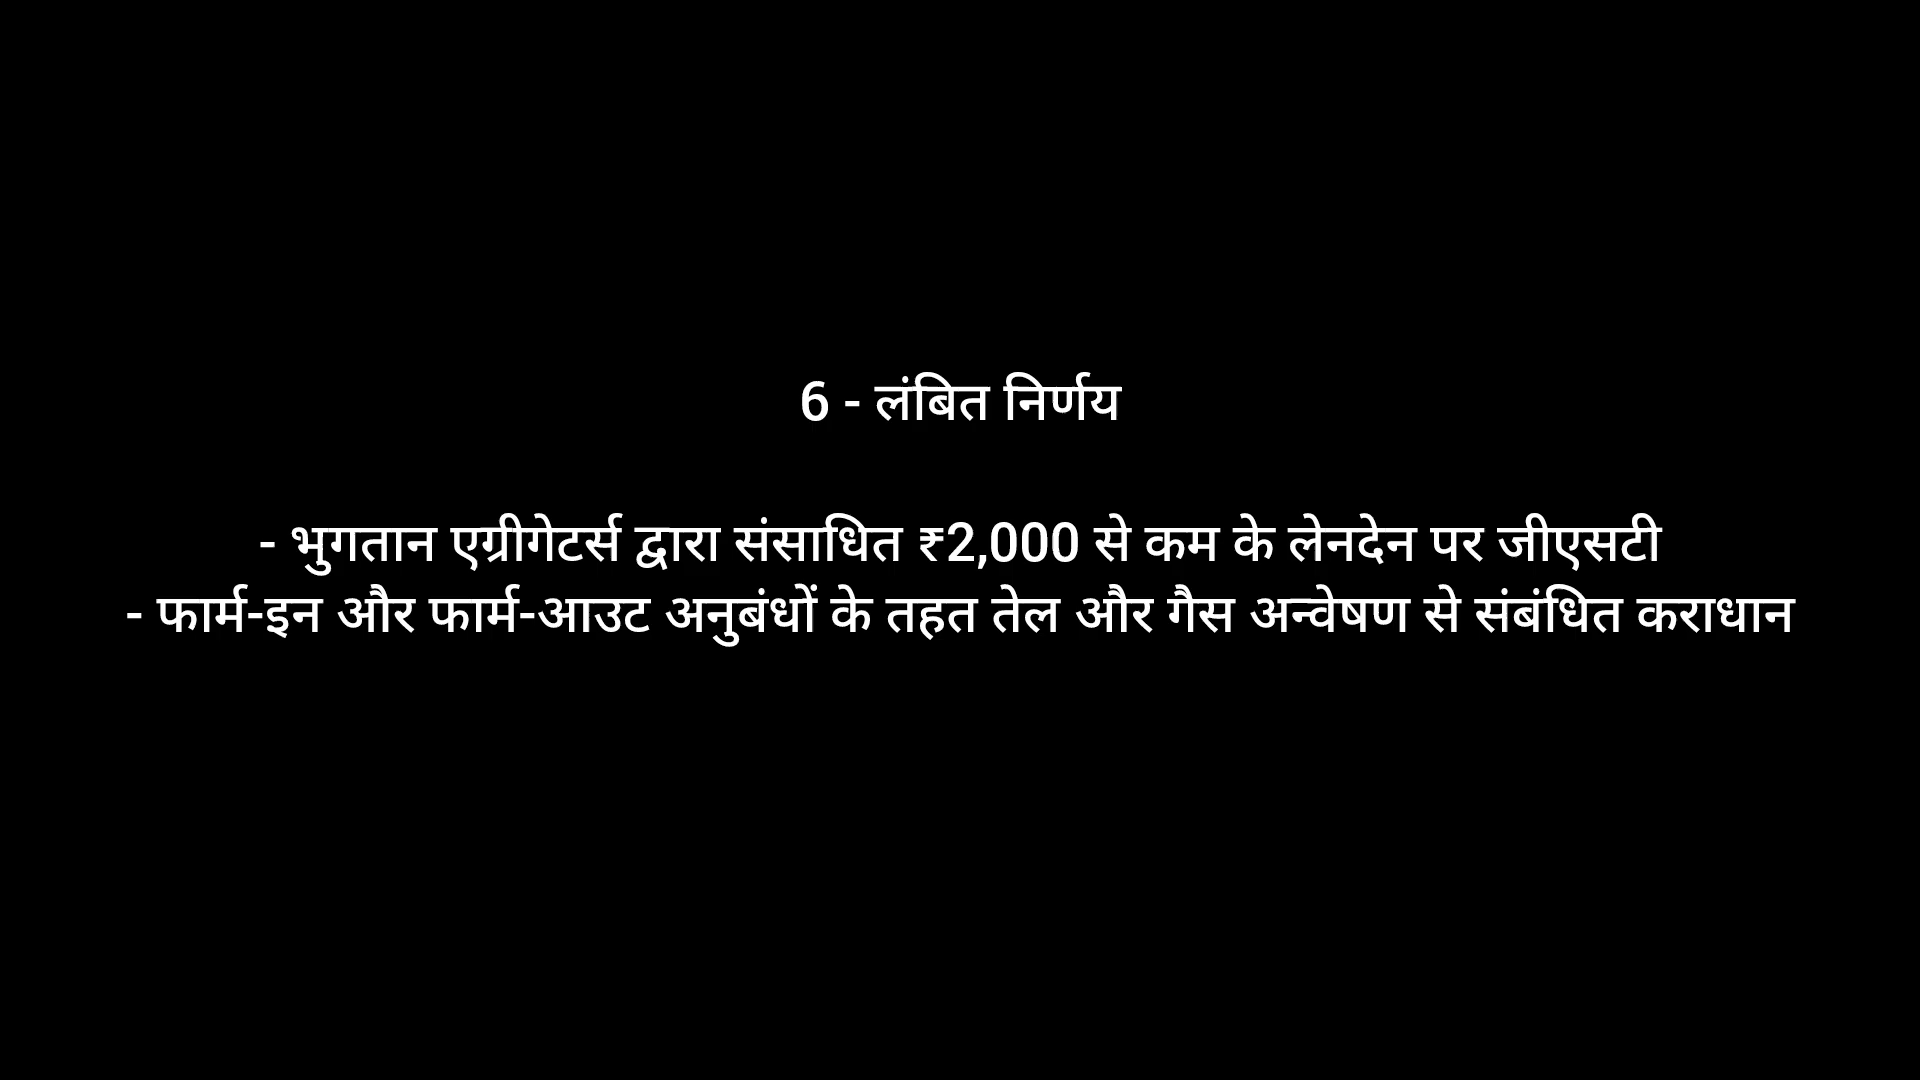 6 - लंबित निर्णय
- भुगतान एग्रीगेटर्स द्वारा संसाधित ₹2,000 से कम के लेनदेन पर जीएसटी
- फार्म-इन और फार्म-आउट अनुबंधों के तहत तेल और गैस अन्वेषण से संबंधित कराधान